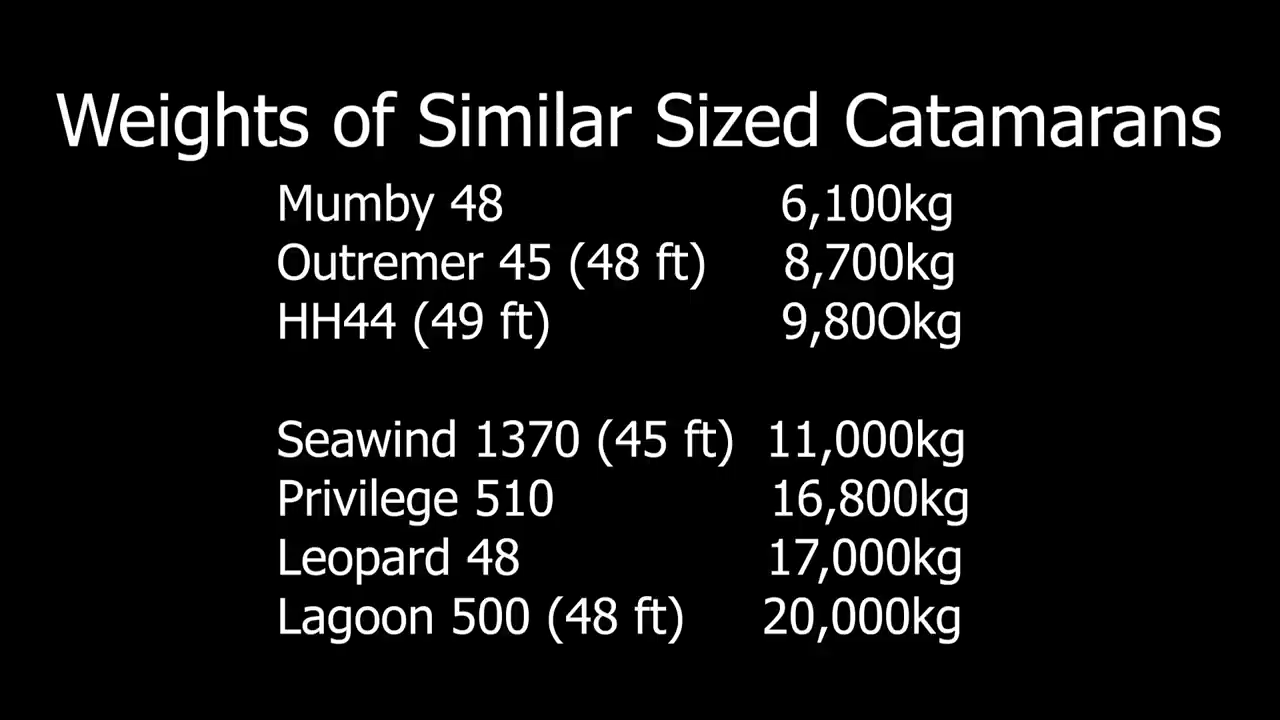 Weights of Similar Sized Catamarans
Mumby 48 6,100kg
Outremer 45 (48 ft) 8,700kg
HH44 (49 ft) 9,80Okg
Seawind 1370 (45 ft) 11,000kg
Privilege 510 16,800kg
Leopard 48 17,000kg
Lagoon 500 (48 ft) 20,000kg